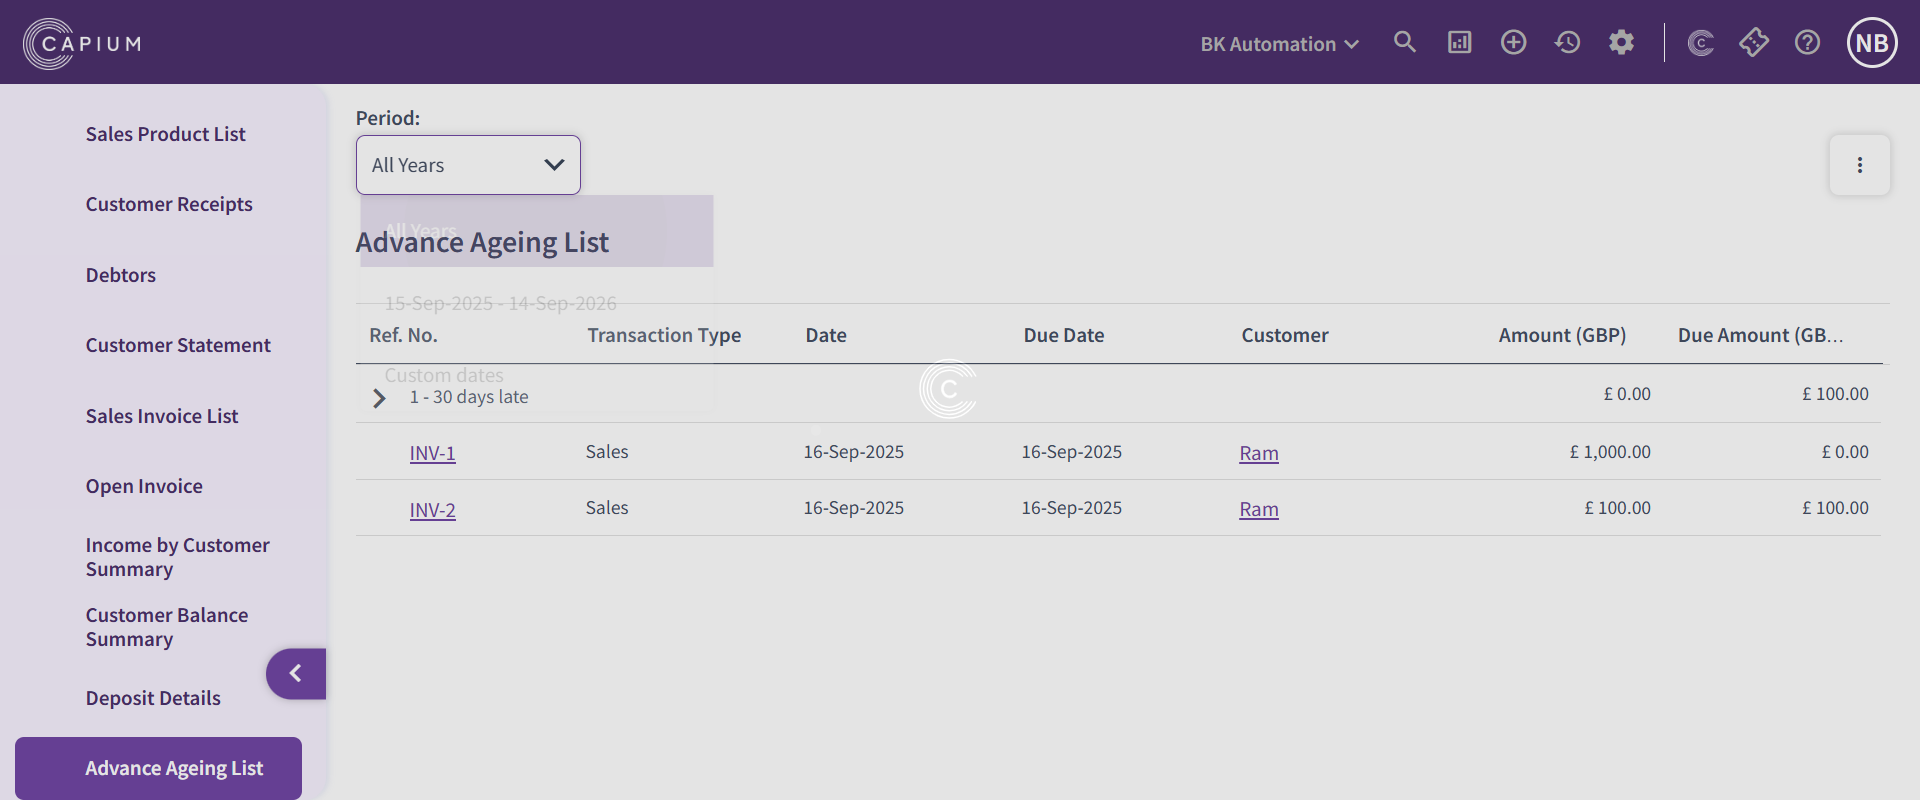 CAPIUM
BK Automation
NB
Sales Product List
Customer Receipts
Debtors
Customer Statement
Sales Invoice List
Open Invoice
Income by Customer
Summary
Customer Balance
Summary
Deposit Details
Advance Ageing List
Period:
All Years
All Years
Advance Ageing List
15-Sep-2025 - 14-Sep-2026
Ref. No. Transaction Type Date Due Date Customer Amount (GBP) Due Amount (GB...
Custom dates
C
1 - 30 days late £ 0.00 £ 100.00
INV-1 Sales 16-Sep-2025 16-Sep-2025 Ram £ 1,000.00 £ 0.00
INV-2 Sales 16-Sep-2025 16-Sep-2025 Ram £ 100.00 £ 100.00